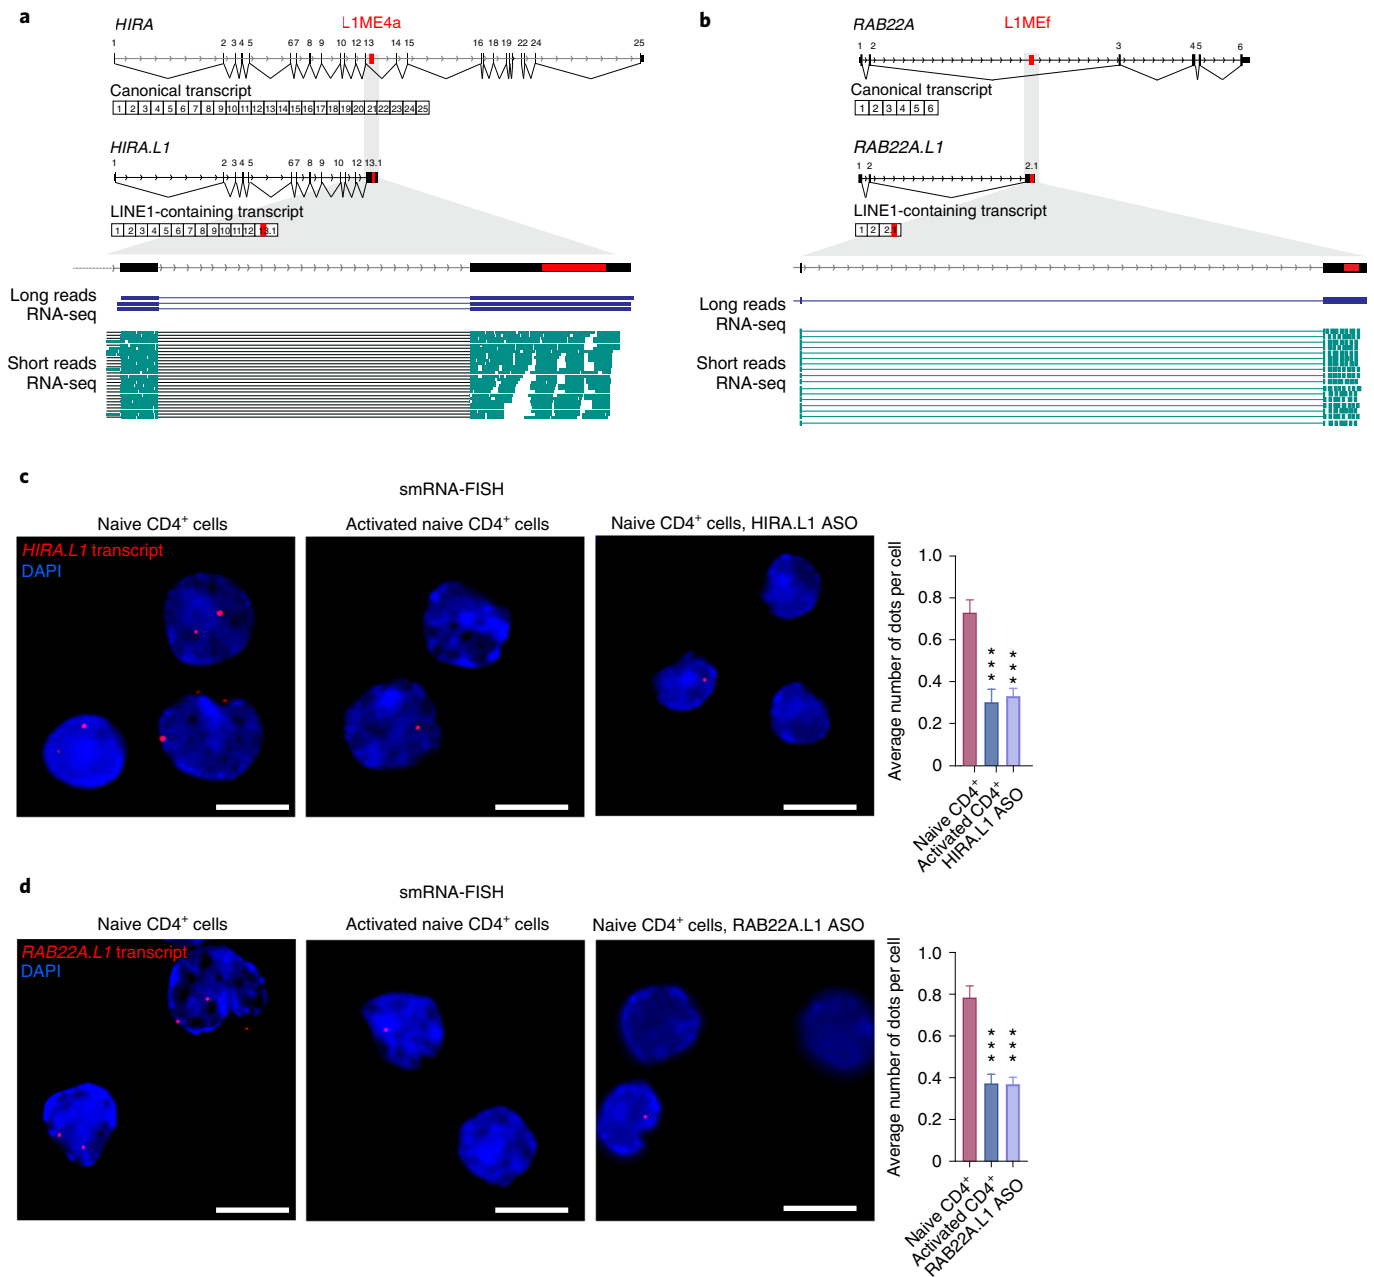 a
HIRA
L1ME4a
1 2 3 4 5 6 7 8 9 10 12 13 14 15 16 18 19 22 24 25
Canonical transcript
1 2 3 4 5 6 7 8 9 10 11 12 13 14 15 16 17 18 19 20 21 22 23 24 25
HIRA.L1
1 2 3 4 5 6 7 8 9 10 12 13.1
LINE1-containing transcript
1 2 3 4 5 6 7 8 9 10 11 12 13.1
Long reads
RNA-seq
Short reads
RNA-seq
b
RAB22A
L1MEf
1 2 3 4 5 6
Canonical transcript
1 2 3 4 5 6
RAB22A.L1
1 2 2.1
LINE1-containing transcript
1 2 2.1
Long reads
RNA-seq
Short reads
RNA-seq
c
smRNA-FISH
Naive CD4+ cells
Activated naive CD4+ cells
Naive CD4+ cells, HIRA.L1 ASO
HIRA.L1 transcript
DAPI
Average number of dots per cell
1.0
0.8
0.6
0.4
0.2
0
*** ***
Naive CD4+
Activated CD4+
HIRA.L1 ASO
d
smRNA-FISH
Naive CD4+ cells
Activated naive CD4+ cells
Naive CD4+ cells, RAB22A.L1 ASO
RAB22A.L1 transcript
DAPI
Average number of dots per cell
1.0
0.8
0.6
0.4
0.2
0
*** ***
Naive CD4+
Activated CD4+
RAB22A.L1 ASO